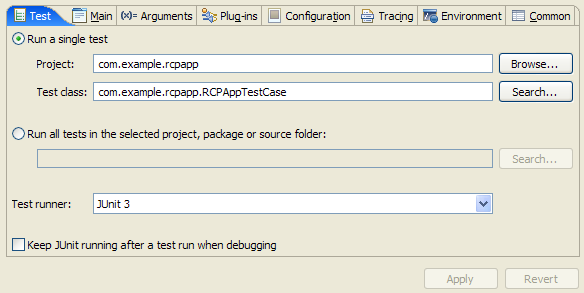 Test Main (x)= Arguments Plug-ins Configuration Tracing Environment Common
Run a single test
Project: com.example.rcpapp Browse...
Test class: com.example.rcpapp.RCPAppTestCase Search...
Run all tests in the selected project, package or source folder:
Search...
Test runner: JUnit 3
Keep JUnit running after a test run when debugging
Apply Revert